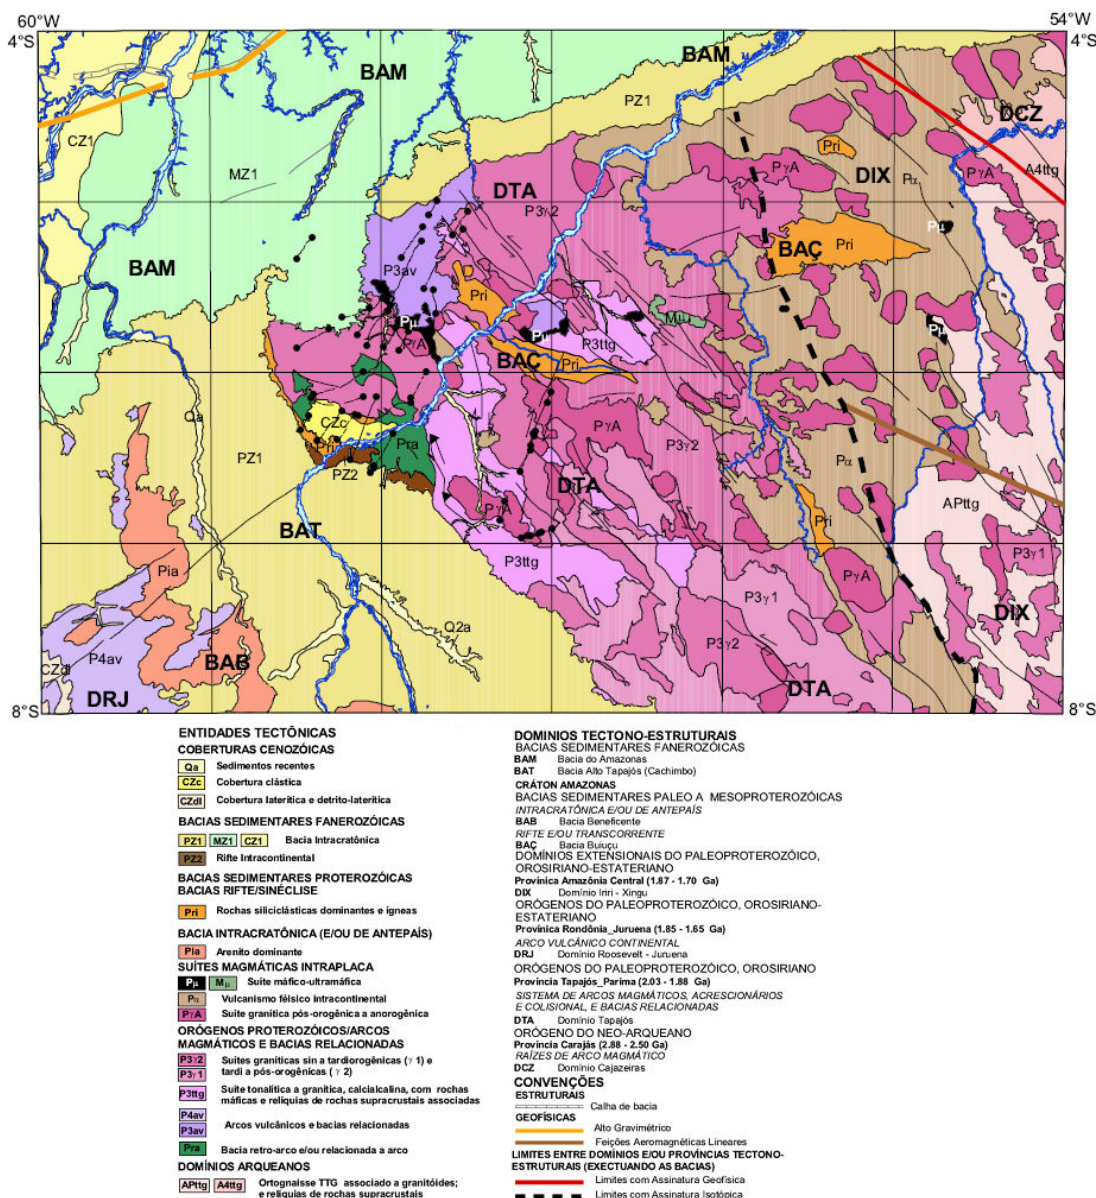 60°W
54°W
4°S
4°S
BAM
BAM
PZ1
DCZ
CZ1
Pri
PγA
DIX
Pα
PγA
A4ttg
MZ1
DTA
P3γ2
Pμ
BAÇ
Pri
BAM
P3av
Pri
Mμ
Pμ
Pμ
P3ttg
Pμ
PγA
BAÇ
Pri
Qa
CZc
PγA
P3γ2
PZ1
Pri
Pra
Pα
PZ2
DTA
APttg
BAT
PγA
Pri
P3ttg
P3γ1
Pia
PγA
P3γ1
Q2a
DIX
P4av
BAB
P3γ2
CZdl
DRJ
DTA
8°S
8°S
ENTIDADES TECTÔNICAS
COBERTURAS CENOZÓICAS
Qa Sedimentos recentes
CZc Cobertura clástica
CZdl Cobertura laterítica e detrito-laterítica
BACIAS SEDIMENTARES FANEROZÓICAS
PZ1 MZ1 CZ1 Bacia Intracratônica
PZ2 Rifte Intracontinental
BACIAS SEDIMENTARES PROTEROZÓICAS
BACIAS RIFTE/SINÉCLISE
Pri Rochas siliciclásticas dominantes e ígneas
BACIA INTRACRATÔNICA (E/OU DE ANTEPAÍS)
Pia Arenito dominante
SUÍTES MAGMÁTICAS INTRAPLACA
Pμ Mμ Suite máfico-ultramáfica
Pα Vulcanismo félsico intracontinental
PγA Suite granítica pós-orogênica a anorogênica
ORÓGENOS PROTEROZÓICOS/ARCOS
MAGMÁTICOS E BACIAS RELACIONADAS
P3γ2 Suites graníticas sin a tardiorogênicas (γ 1) e
P3γ1 tardi a pós-orogênicas (γ 2)
P3ttg Suite tonalítica a granítica, calcialcalina, com rochas
máficas e relíquias de rochas supracrustais associadas
P4av
P3av Arcos vulcânicos e bacias relacionadas
Pra Bacia retro-arco e/ou relacionada a arco
DOMÍNIOS ARQUEANOS
APttg A4ttg Ortognaisse TTG associado a granitóides;
e relíquias de rochas supracrustais
DOMINIOS TECTONO-ESTRUTURAIS
BACIAS SEDIMENTARES FANEROZÓICAS
BAM Bacia do Amazonas
BAT Bacia Alto Tapajós (Cachimbo)
CRÁTON AMAZONAS
BACIAS SEDIMENTARES PALEO A MESOPROTEROZÓICAS
INTRACRATÔNICA E/OU DE ANTEPAÍS
BAB Bacia Beneficente
RIFTE E/OU TRANSCORRENTE
BAÇ Bacia Buiuçu
DOMÍNIOS EXTENSIONAIS DO PALEOPROTEROZÓICO,
OROSIRIANO-ESTATERIANO
Provínica Amazônia Central (1.87 - 1.70 Ga)
DIX Domínio Iriri - Xingu
ORÓGENOS DO PALEOPROTEROZÓICO, OROSIRIANO-
ESTATERIANO
Provínica Rondônia_Juruena (1.85 - 1.65 Ga)
ARCO VULCÂNICO CONTINENTAL
DRJ Domínio Roosevelt - Juruena
ORÓGENOS DO PALEOPROTEROZÓICO, OROSIRIANO
Província Tapajós_Parima (2.03 - 1.88 Ga)
SISTEMA DE ARCOS MAGMÁTICOS, ACRESCIONÁRIOS
E COLISIONAL, E BACIAS RELACIONADAS
DTA Domínio Tapajós
ORÓGENO DO NEO-ARQUEANO
Província Carajás (2.88 - 2.50 Ga)
RAÍZES DE ARCO MAGMÁTICO
DCZ Domínio Cajazeiras
CONVENÇÕES
ESTRUTURAIS
Calha de bacia
GEOFÍSICAS
Alto Gravimétrico
Feições Aeromagnéticas Lineares
LIMITES ENTRE DOMÍNIOS E/OU PROVÍNCIAS TECTONO-
ESTRUTURAIS (EXECTUANDO AS BACIAS)
Limites com Assinatura Geofísica
Limites com Assinatura Isotópica